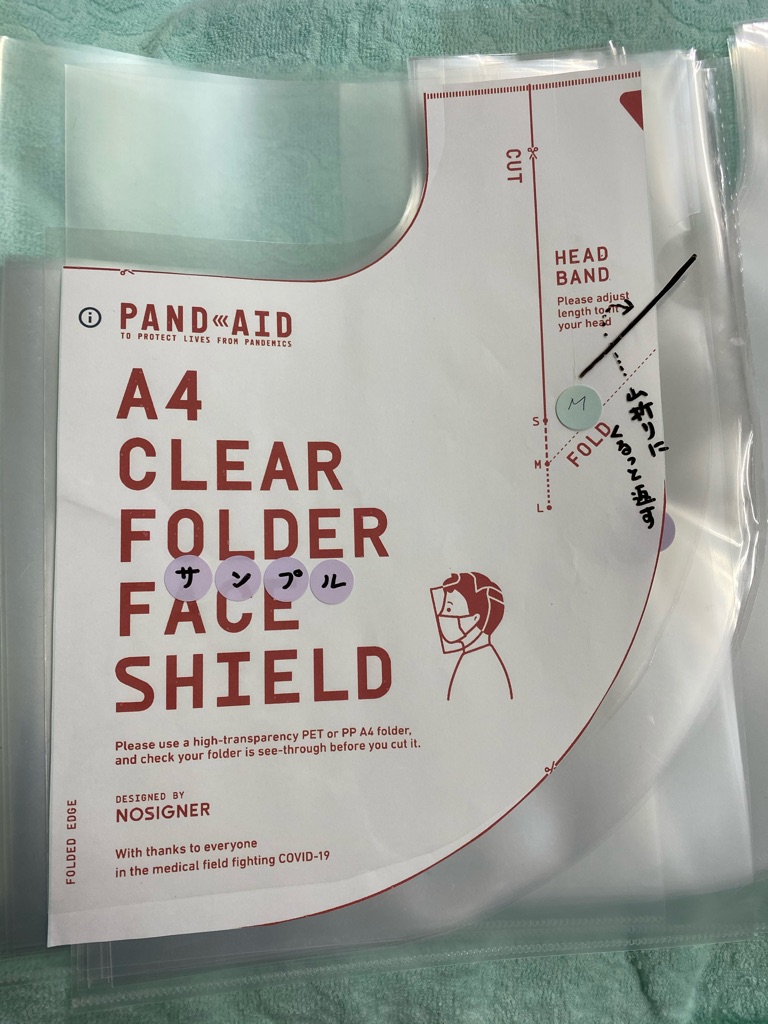 CUT
HEAD
BAND
Please adjust
length to fit
your head
i
PAND«AID
TO PROTECT LIVES FROM PANDEMICS
A4
CLEAR
FOLDER
FACE
SHIELD
サンプル
S
M
L
M
FOLD
山折りに
くるっと返す
Please use a high-transparency PET or PP A4 folder,
and check your folder is see-through before you cut it.
DESIGNED BY
NOSIGNER
With thanks to everyone
in the medical field fighting COVID-19
FOLDED EDGE